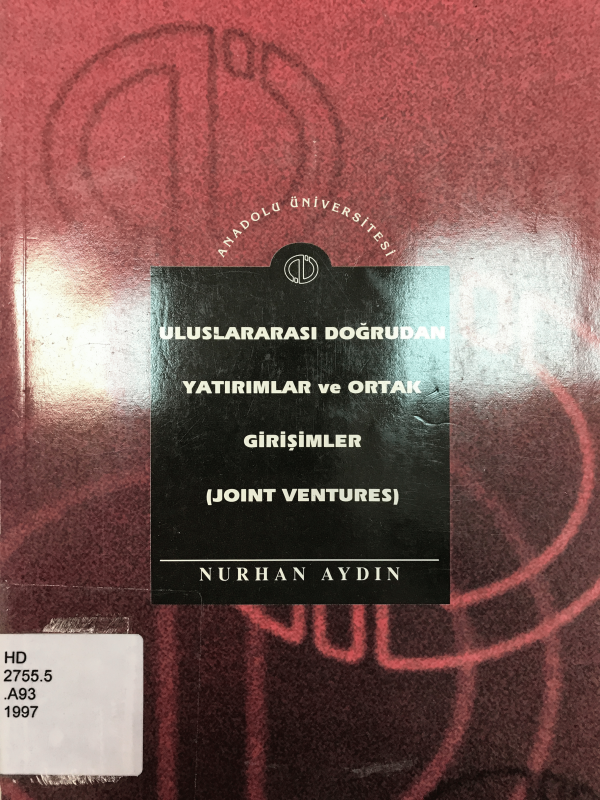 ANADOLU ÜNİVERSİTESİ
ULUSLARARASI DOĞRUDAN
YATIRIMLAR ve ORTAK
GİRİŞİMLER
(JOINT VENTURES)
NURHAN AYDIN
HD
2755.5
.A93
1997